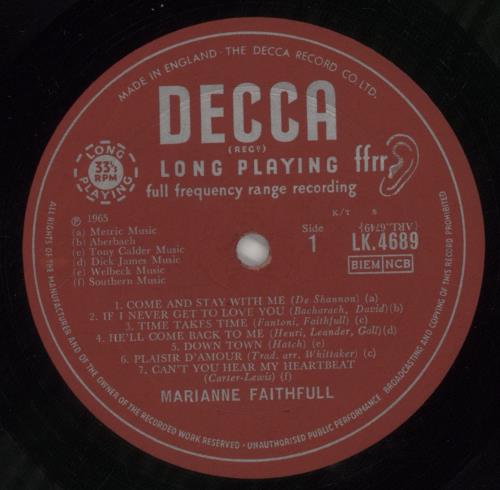 MADE IN ENGLAND · THE DECCA RECORD CO. LTD.
DECCA
(REGD)
LONG PLAYING
ffrr
full frequency range recording
LONG PLAYING
33⅓ RPM
K/T
Ⓟ 1965
(a) Metric Music
(b) Aberbach
(c) Tony Calder Music
(d) Dick James Music
(e) Welbeck Music
(f) Southern Music
Side
1
LK.4689
BIEM NCB
1. COME AND STAY WITH ME (De Shannon) (a)
2. IF I NEVER GET TO LOVE YOU (Bacharach, David)(b)
3. TIME TAKES TIME (Fantoni, Faithfull) (c)
4. HE'LL COME BACK TO ME (Henri, Leander, Gall)(d)
5. DOWN TOWN (Hatch) (e)
6. PLAISIR D'AMOUR (Trad. arr. Whittaker) (c)
7. CAN'T YOU HEAR MY HEARTBEAT
(Carter-Lewis) (f)
MARIANNE FAITHFULL
ALL RIGHTS OF THE MANUFACTURER AND OF THE OWNER OF THE RECORDED WORK RESERVED · UNAUTHORISED PUBLIC PERFORMANCE BROADCASTING AND COPYING OF THIS RECORD PROHIBITED